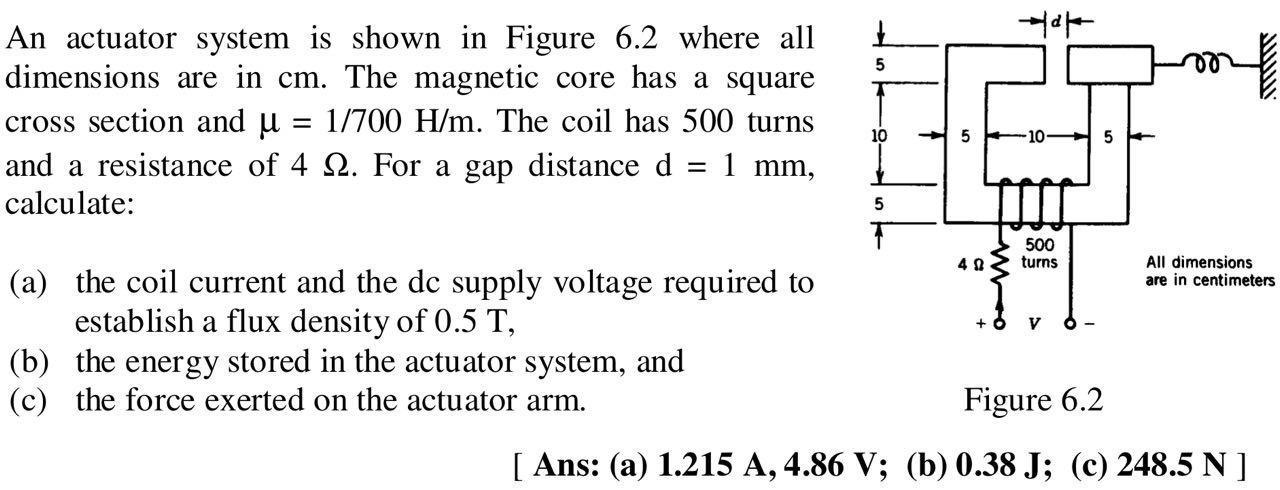 An actuator system is shown in Figure 6.2 where all
dimensions are in cm. The magnetic core has a square
cross section and μ = 1/700 H/m. The coil has 500 turns
and a resistance of 4 Ω. For a gap distance d = 1 mm,
calculate:
(a) the coil current and the dc supply voltage required to
establish a flux density of 0.5 T,
(b) the energy stored in the actuator system, and
(c) the force exerted on the actuator arm.
d
5
10
5
5
10
5
500
turns
4 Ω
+ V -
All dimensions
are in centimeters
Figure 6.2
[ Ans: (a) 1.215 A, 4.86 V; (b) 0.38 J; (c) 248.5 N ]